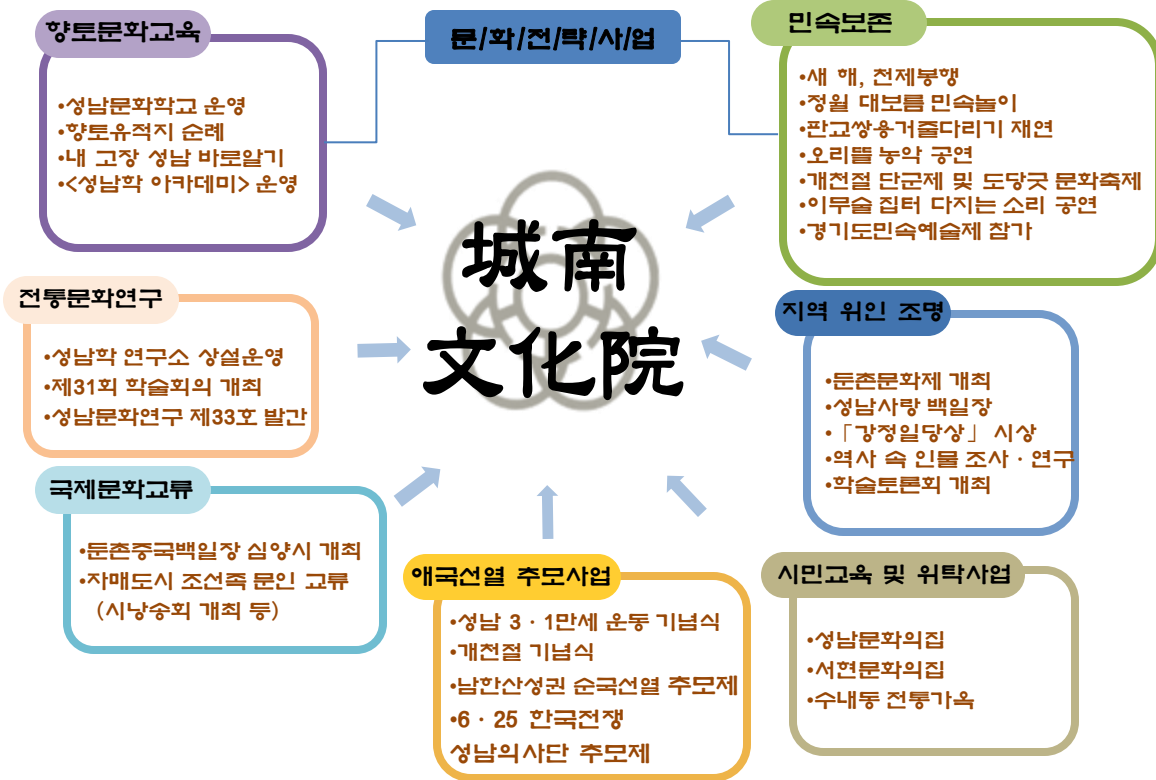 문/화/전/략/사/업
향토문화교육
•성남문화학교 운영
•향토유적지 순례
•내 고장 성남 바로알기
•<성남학 아카데미> 운영
민속보존
•새 해, 천제봉행
•정월 대보름 민속놀이
•판교쌍용거줄다리기 재연
•오리뜰 농악 공연
•개천절 단군제 및 도당굿 문화축제
•이무술 집터 다지는 소리 공연
•경기도민속예술제 참가
城南
文化院
전통문화연구
•성남학 연구소 상설운영
•제31회 학술회의 개최
•성남문화연구 제33호 발간
지역 위인 조명
•둔촌문화제 개최
•성남사랑 백일장
•「강정일당상」 시상
•역사 속 인물 조사 · 연구
•학술토론회 개최
국제문화교류
•둔촌중국백일장 심양시 개최
•자매도시 조선족 문인 교류
(시낭송회 개최 등)
애국선열 추모사업
•성남 3 · 1만세 운동 기념식
•개천절 기념식
•남한산성권 순국선열 추모제
•6 · 25 한국전쟁
성남의사단 추모제
시민교육 및 위탁사업
•성남문화의집
•서현문화의집
•수내동 전통가옥